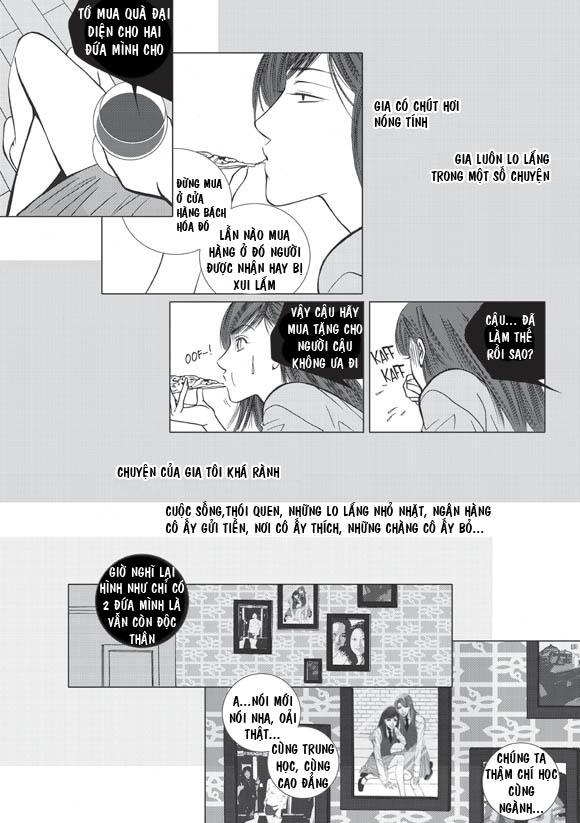 TỚ MUA QUÀ ĐẠI
DIỆN CHO HAI
ĐỨA MÌNH CHO
GIA CÓ CHÚT HƠI
NÓNG TÍNH
GIA LUÔN LO LẮNG
TRONG MỘT SỐ CHUYỆN
ĐỪNG MUA
Ở CỬA
HÀNG BÁCH
HÓA ĐÓ
LẦN NÀO MUA
HÀNG Ở ĐÓ NGƯỜI
ĐƯỢC NHẬN HAY BỊ
XUI LẮM
OOF~!
VẬY CẬU HÃY
MUA TẶNG CHO
NGƯỜI CẬU
KHÔNG ƯA ĐI
KAFF
KAFF
CẬU... ĐÃ
LÀM THẾ
RỒI SAO?
CHUYỆN CỦA GIA TÔI KHÁ RÀNH
CUỘC SỐNG,THÓI QUEN, NHỮNG LO LẮNG NHỎ NHẶT, NGÂN HÀNG
CÔ ẤY GỬI TIỀN, NƠI CÔ ẤY THÍCH, NHỮNG CHÀNG CÔ ẤY BỎ...
GIỜ NGHĨ LẠI
HÌNH NHƯ CHỈ CÓ
2 ĐỨA MÌNH LÀ
VẪN CÒN ĐỘC
THÂN
A...NÓI MỚI
NÓI NHA, OẢI
THẬT...
CÙNG TRUNG
HỌC, CÙNG
CAO ĐẲNG
CHÚNG TA
THẬM CHÍ HỌC
CÙNG
NGÀNH...